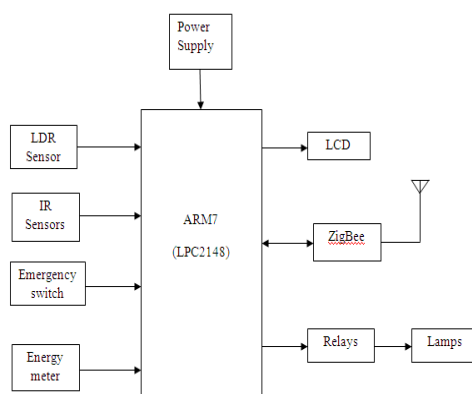 Power
Supply
LDR
Sensor
IR
Sensors
Emergency
switch
Energy
meter
ARM7
(LPC2148)
LCD
ZigBee
Relays
Lamps